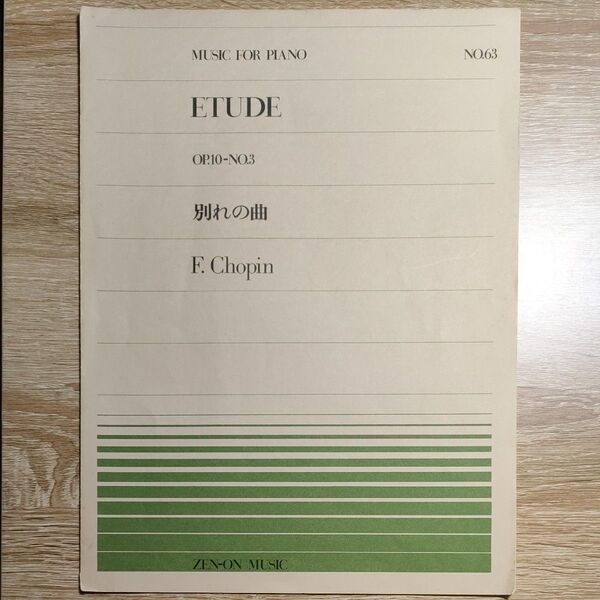 MUSIC FOR PIANO NO.63
ETUDE
OP.10-NO.3
別れの曲
F. Chopin
ZEN-ON MUSIC